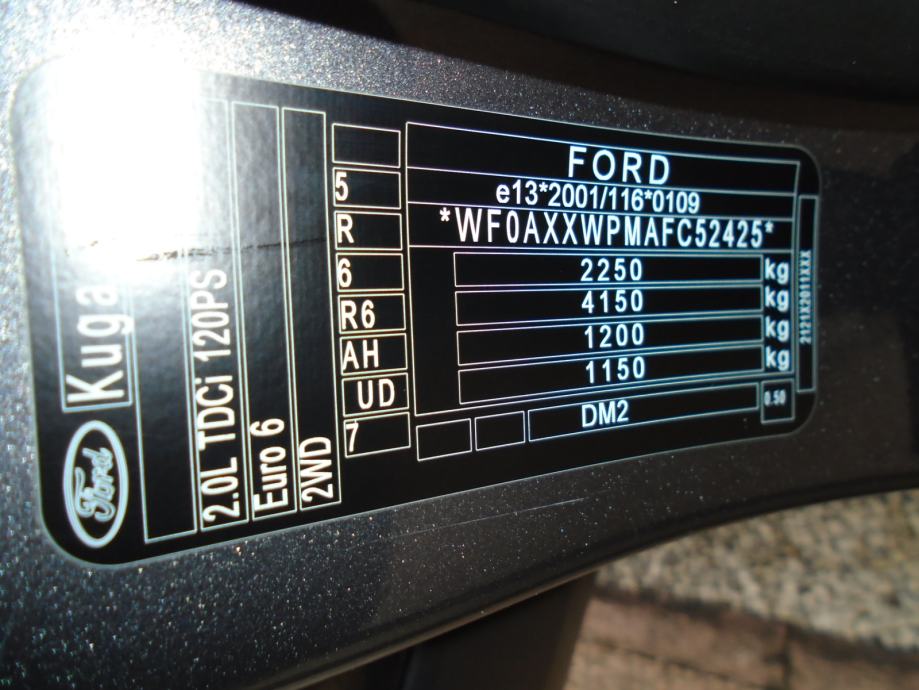 FORD
e13*2001/116*0109
*WF0AXXWPMAFC52425*
2250 kg
4150 kg
1200 kg
1150 kg
DM2
0.50
2121X2011XXX
5
R
6
R6
AH
UD
7
Ford
Kuga
2.0L TDCi 120PS
Euro 6
2WD